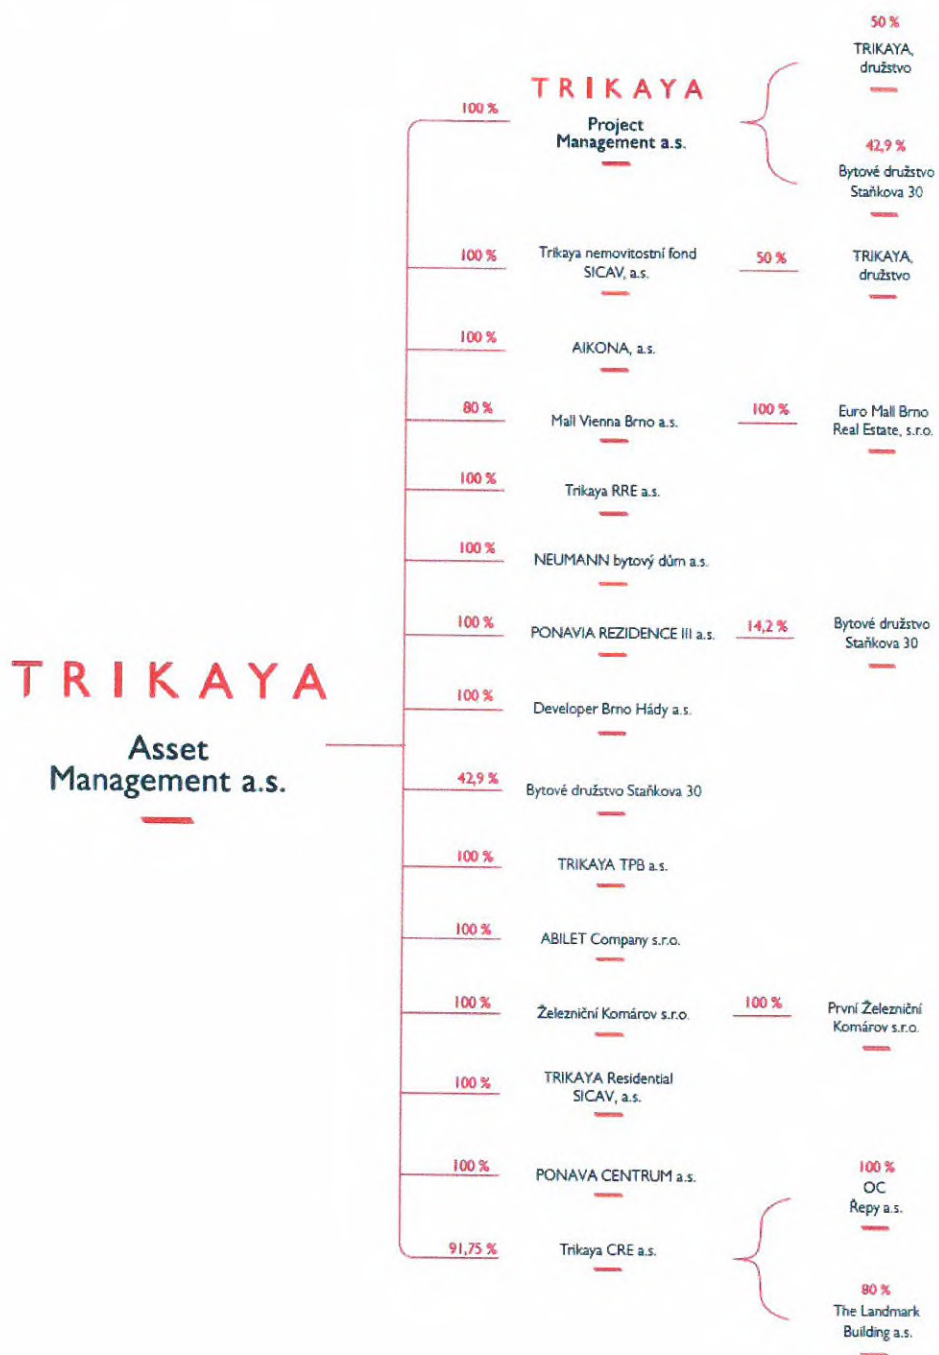 50 %
TRIKAYA,
družstvo
TRIKAYA
100 %
Project
Management a.s.
42,9 %
Bytové družstvo
Staňkova 30
100 %
Trikaya nemovitostní fond
SICAV, a.s.
50 %
TRIKAYA,
družstvo
100 %
AIKONA, a.s.
80 %
Mall Vienna Brno a.s.
100 %
Euro Mall Brno
Real Estate, s.r.o.
100 %
Trikaya RRE a.s.
100 %
NEUMANN bytový dům a.s.
100 %
PONAVIA REZIDENCE III a.s.
14,2 %
Bytové družstvo
Staňkova 30
TRIKAYA
Asset
Management a.s.
100 %
Developer Brno Hády a.s.
42,9 %
Bytové družstvo Staňkova 30
100 %
TRIKAYA TPB a.s.
100 %
ABILET Company s.r.o.
100 %
Železniční Komárov s.r.o.
100 %
První Železniční
Komárov s.r.o.
100 %
TRIKAYA Residential
SICAV, a.s.
100 %
PONAVA CENTRUM a.s.
100 %
OC
Řepy a.s.
91,75 %
Trikaya CRE a.s.
80 %
The Landmark
Building a.s.